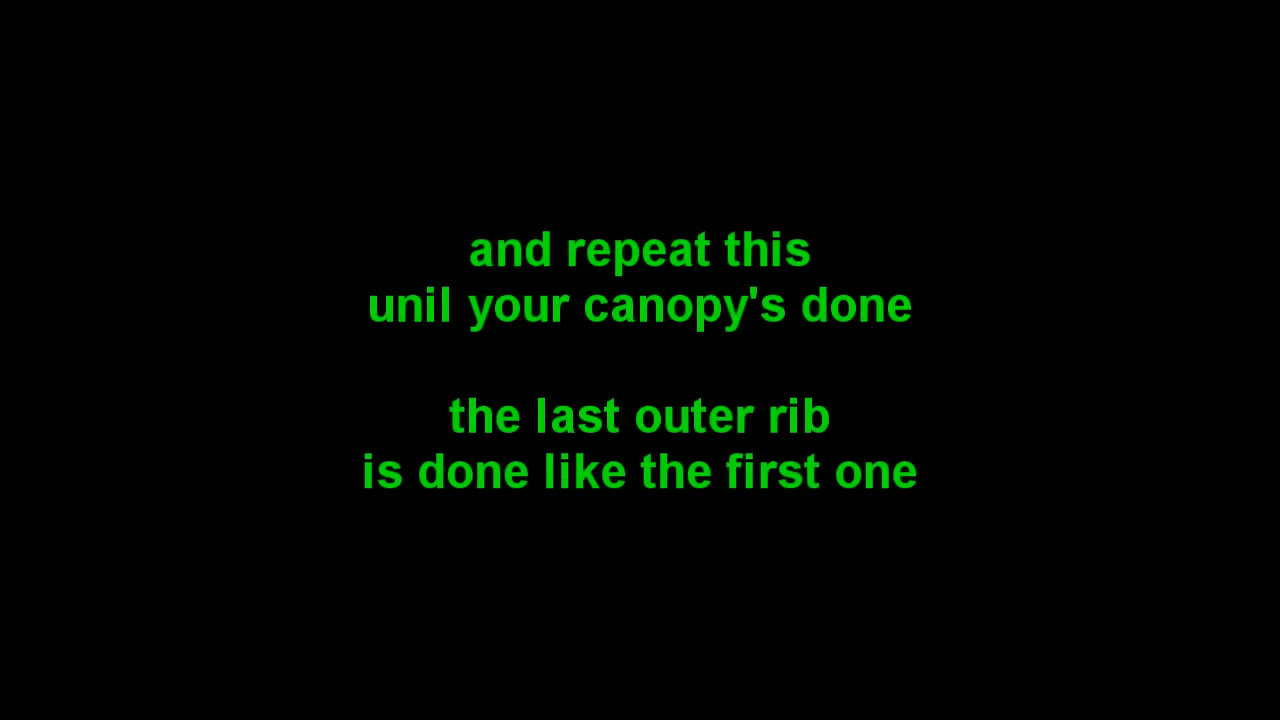 and repeat this
unil your canopy's done
the last outer rib
is done like the first one